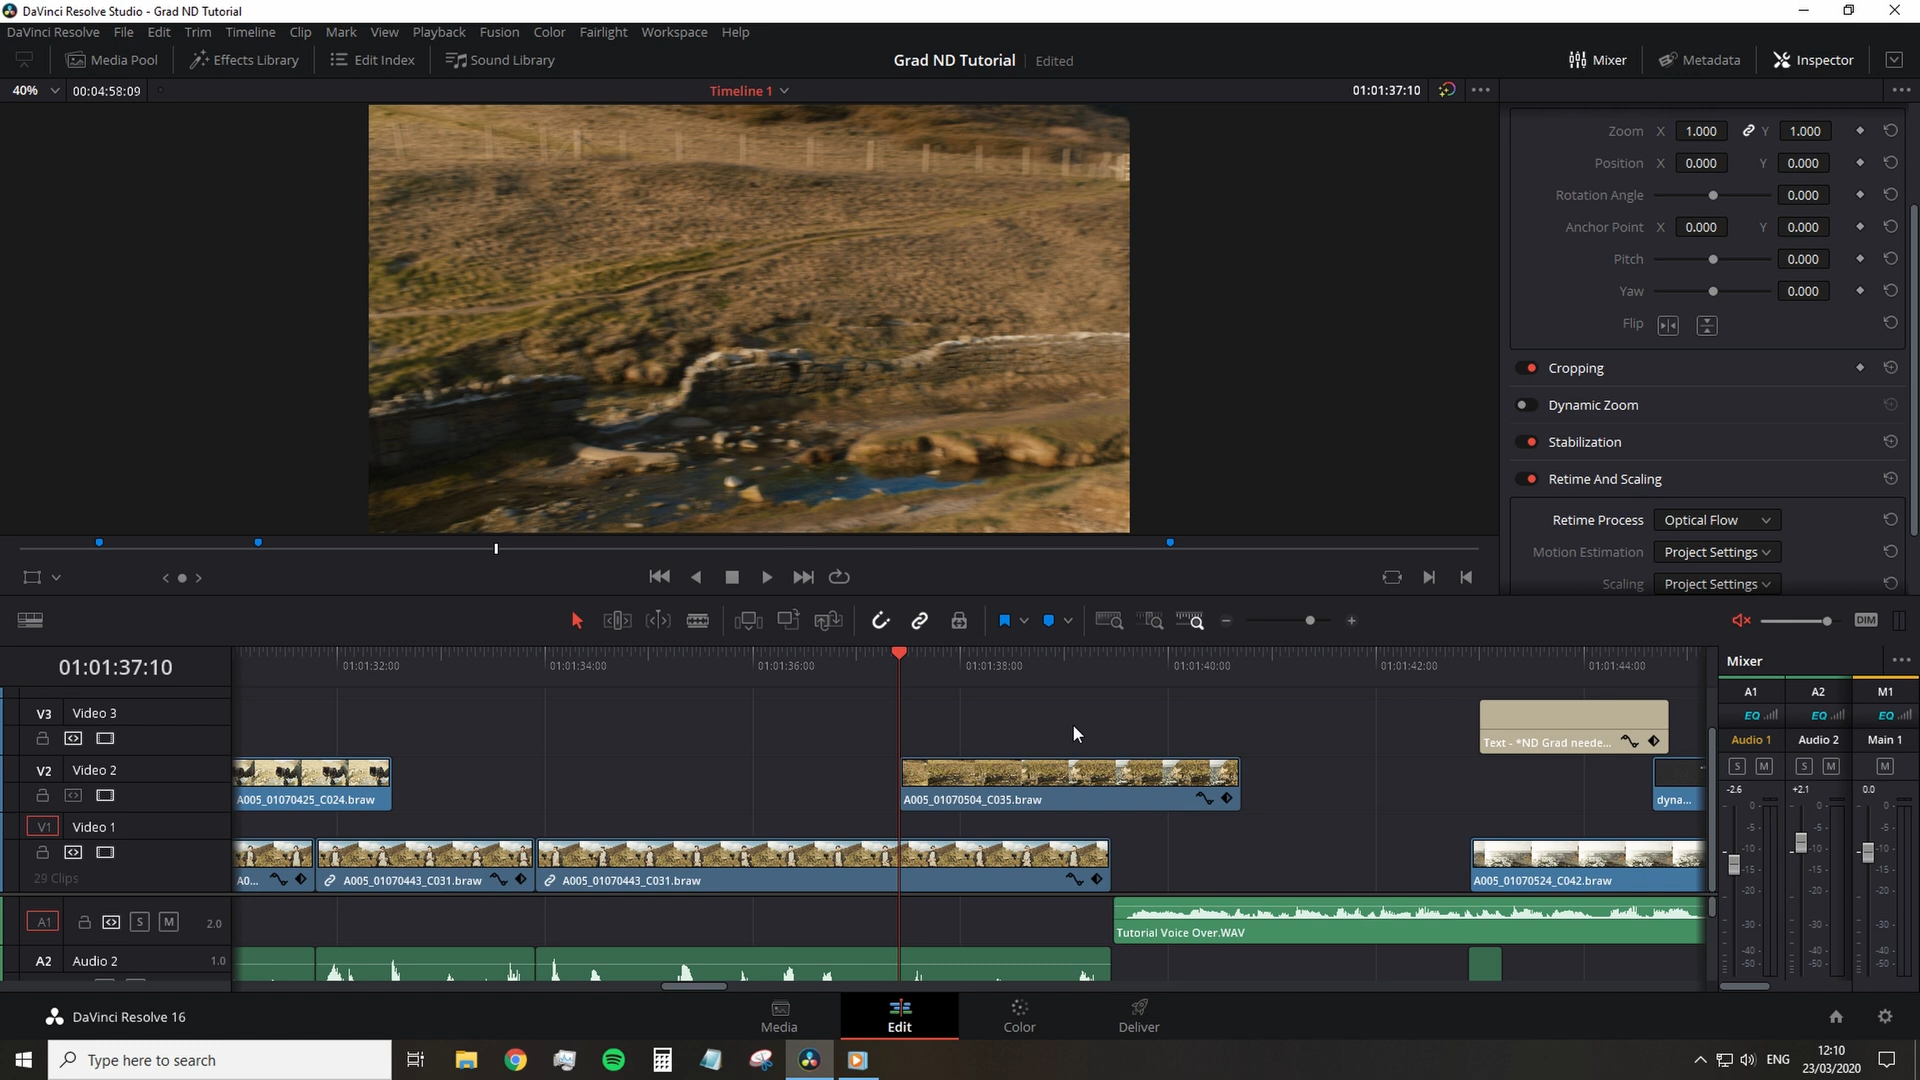 DaVinci Resolve Studio - Grad ND Tutorial
DaVinci Resolve File Edit Trim Timeline Clip Mark View Playback Fusion Color Fairlight Workspace Help
Media Pool Effects Library Edit Index Sound Library Grad ND Tutorial Edited Mixer Metadata Inspector
40% 00:04:58:09 Timeline 1 01:01:37:10
Zoom X 1.000 Y 1.000
Position X 0.000 Y 0.000
Rotation Angle 0.000
Anchor Point X 0.000 Y 0.000
Pitch 0.000
Yaw 0.000
Flip
Cropping
Dynamic Zoom
Stabilization
Retime And Scaling
Retime Process Optical Flow
Motion Estimation Project Settings
Scaling Project Settings
DIM
01:01:37:10 01:01:32:00 01:01:34:00 01:01:36:00 01:01:38:00 01:01:40:00 01:01:42:00 01:01:44:00
Mixer
A1 A2 M1
EQ EQ EQ
Audio 1 Audio 2 Main 1
S M S M M
-2.6 +2.1 0.0
0 0 0
-5 -5 -5
-10 -10 -10
-15 -15 -15
-20 -20 -20
-30 -30 -30
-40 -40 -40
-50 -50 -50
V3 Video 3
Text - *ND Grad neede...
V2 Video 2
A005_01070425_C024.braw A005_01070504_C035.braw dyna...
V1 Video 1
29 Clips
A0... A005_01070443_C031.braw A005_01070443_C031.braw A005_01070524_C042.braw
A1 S M 2.0
Tutorial Voice Over.WAV
A2 Audio 2 1.0
DaVinci Resolve 16
Media Edit Color Deliver
Type here to search
ENG
12:10
23/03/2020